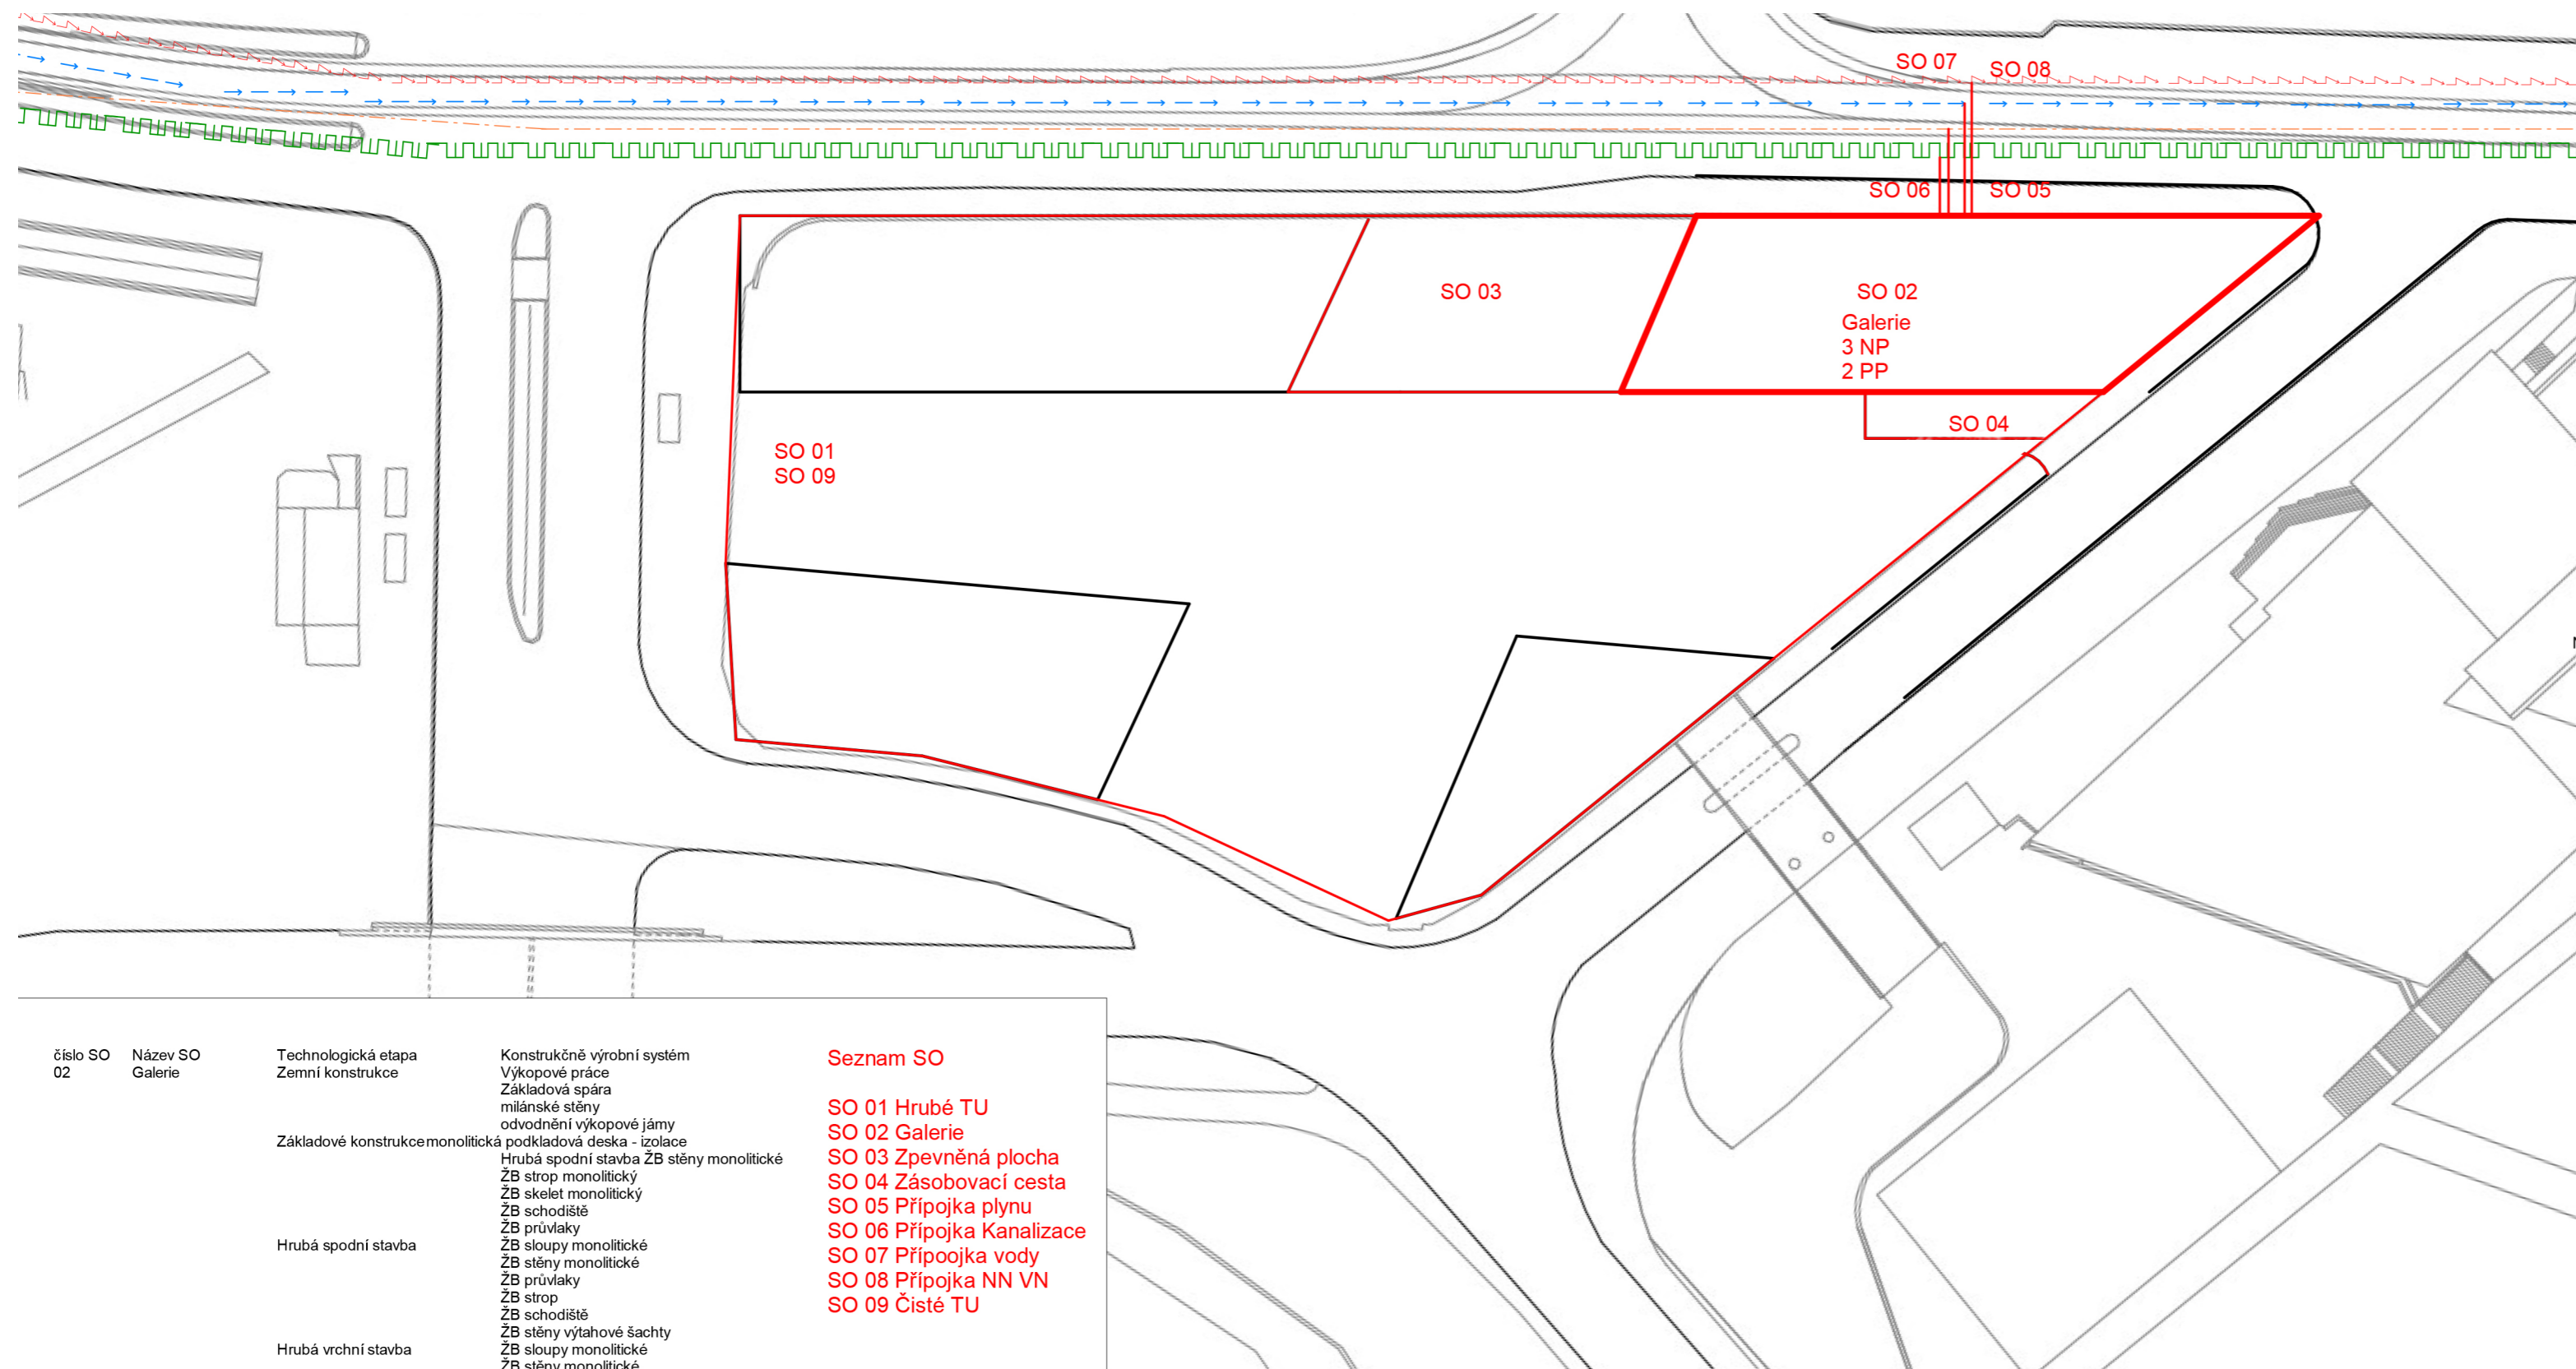 SO 07
SO 08
SO 06
SO 05
SO 03
SO 02
Galerie
3 NP
2 PP
SO 04
SO 01
SO 09
číslo SO Název SO Technologická etapa Konstrukčně výrobní systém
02 Galerie Zemní konstrukce Výkopové práce
Základová spára
milánské stěny
odvodnění výkopové jámy
Základové konstrukce monolitická podkladová deska - izolace
Hrubá spodní stavba ŽB stěny monolitické
ŽB strop monolitický
ŽB skelet monolitický
ŽB schodiště
ŽB průvlaky
Hrubá spodní stavba ŽB sloupy monolitické
ŽB stěny monolitické
ŽB průvlaky
ŽB strop
ŽB schodiště
ŽB stěny výtahové šachty
Hrubá vrchní stavba ŽB sloupy monolitické
ŽB stěny monolitické
Seznam SO
SO 01 Hrubé TU
SO 02 Galerie
SO 03 Zpevněná plocha
SO 04 Zásobovací cesta
SO 05 Přípojka plynu
SO 06 Přípojka Kanalizace
SO 07 Přípoojka vody
SO 08 Přípojka NN VN
SO 09 Čisté TU